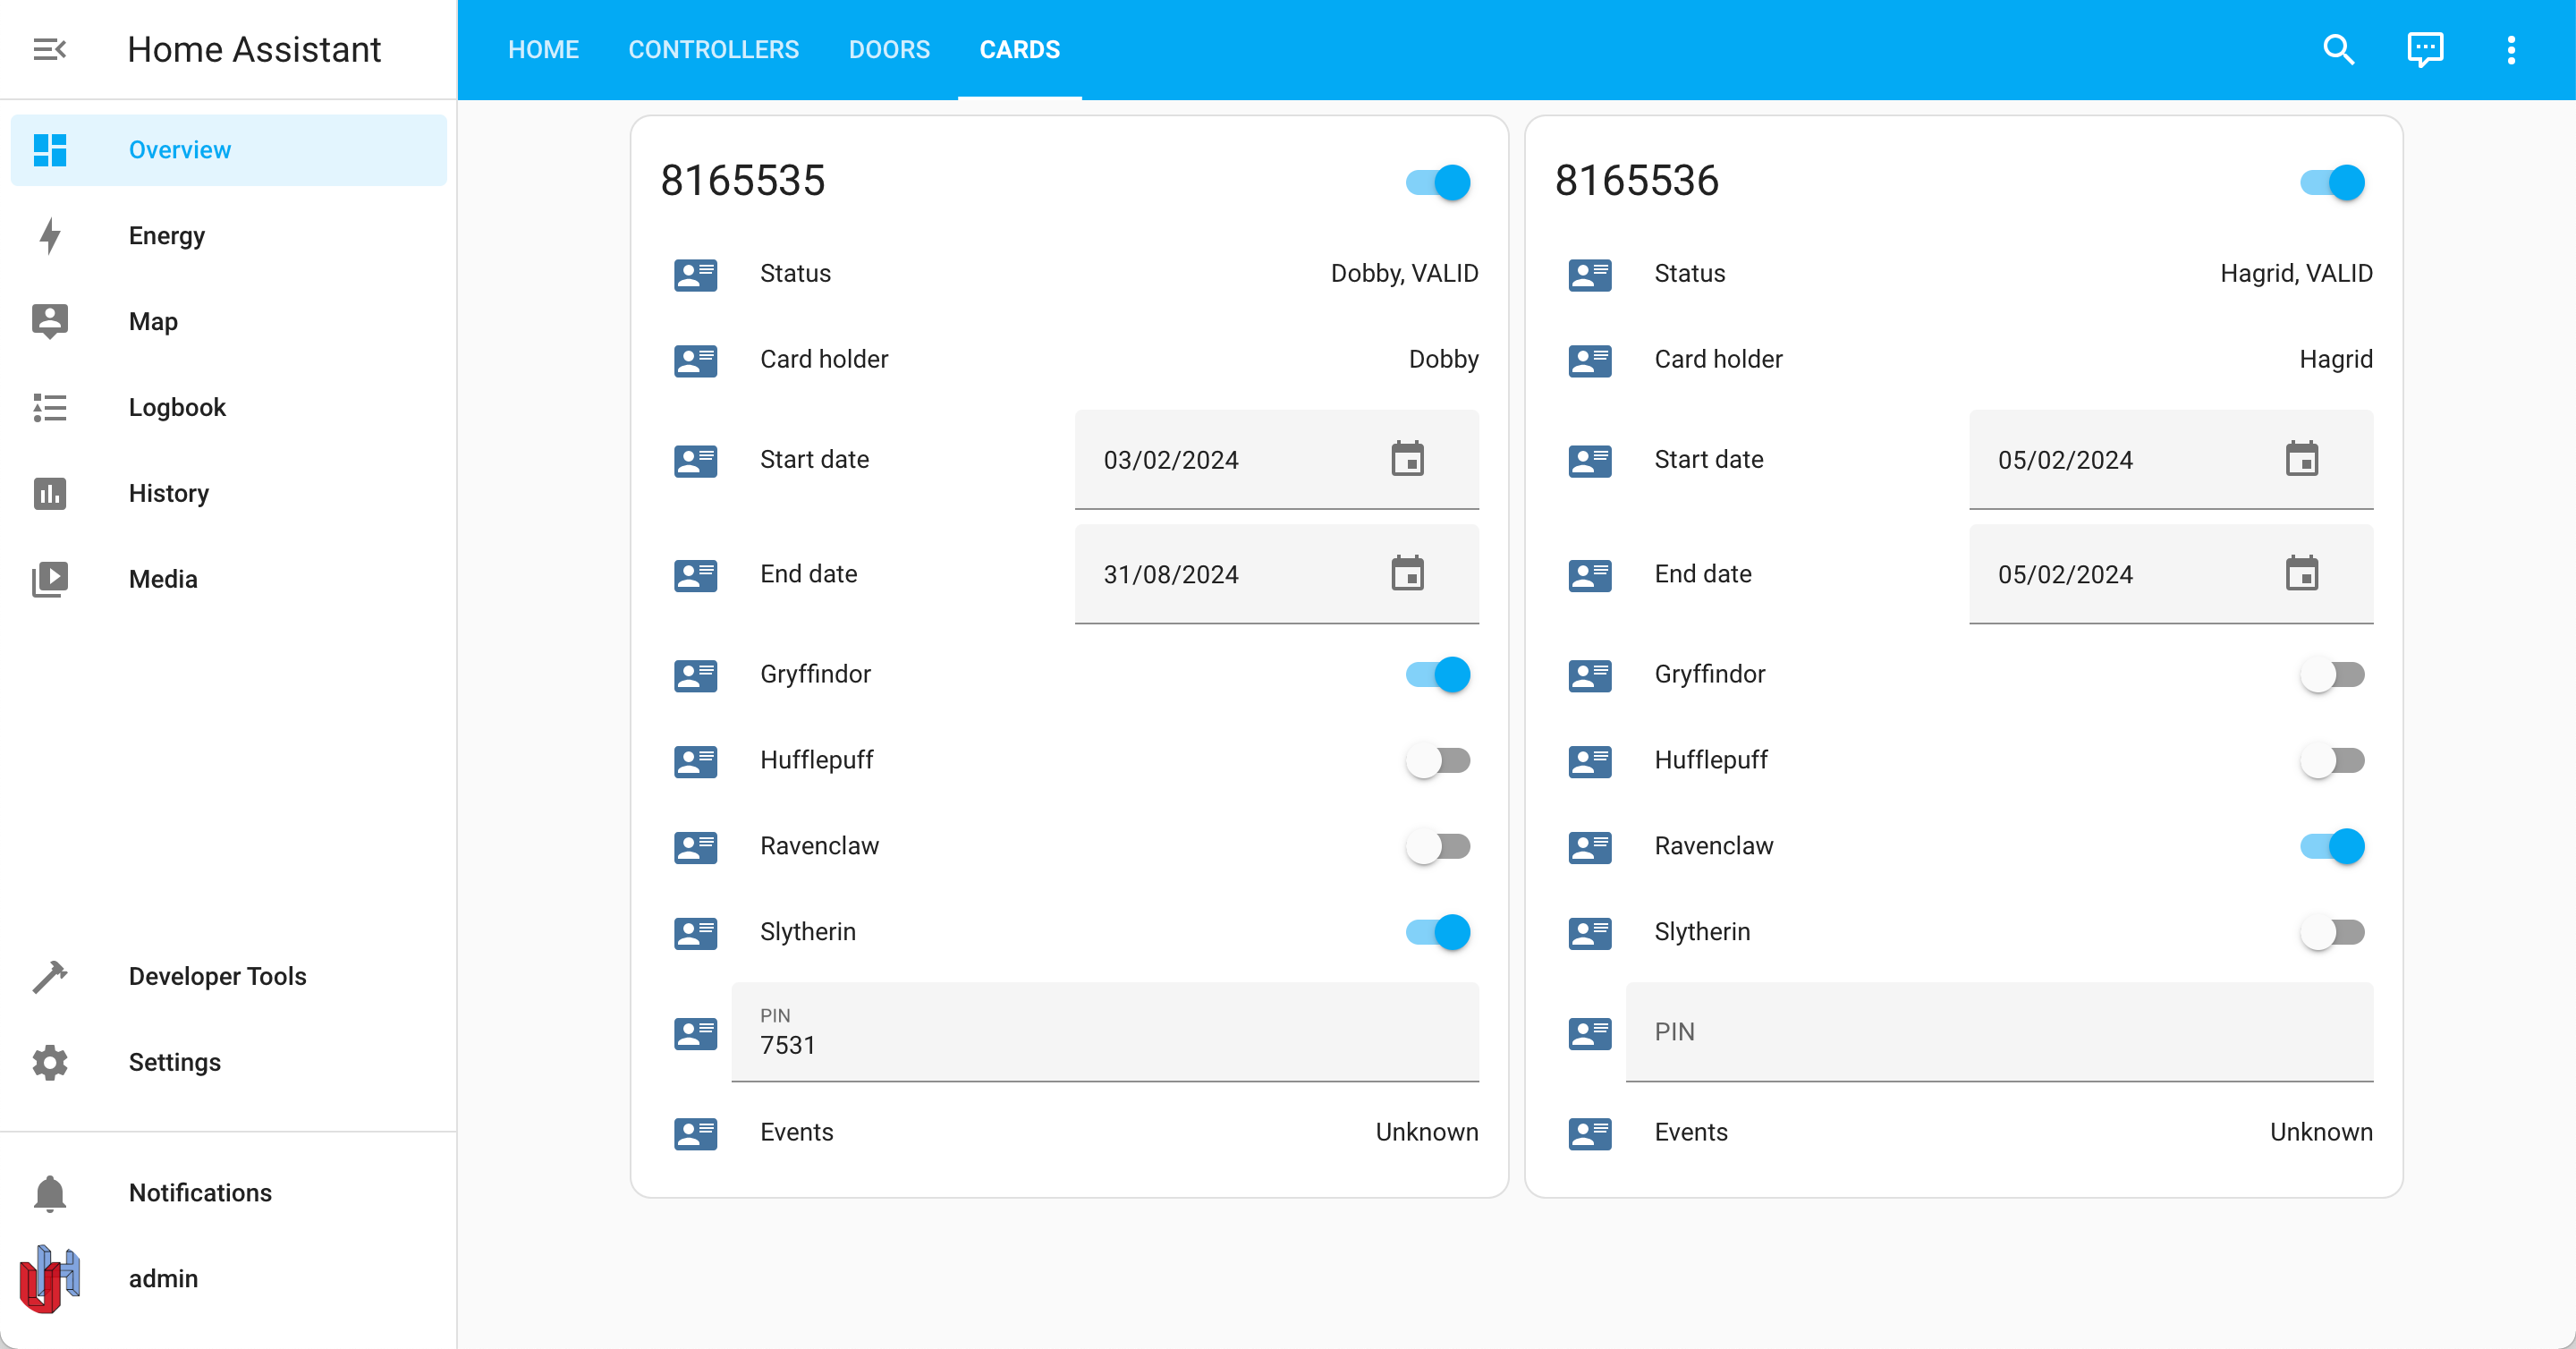 Home Assistant
HOME CONTROLLERS DOORS CARDS
Overview
Energy
Map
Logbook
History
Media
Developer Tools
Settings
Notifications
admin
8165535
Status Dobby, VALID
Card holder Dobby
Start date 03/02/2024
End date 31/08/2024
Gryffindor
Hufflepuff
Ravenclaw
Slytherin
PIN
7531
Events Unknown
8165536
Status Hagrid, VALID
Card holder Hagrid
Start date 05/02/2024
End date 05/02/2024
Gryffindor
Hufflepuff
Ravenclaw
Slytherin
PIN
Events Unknown